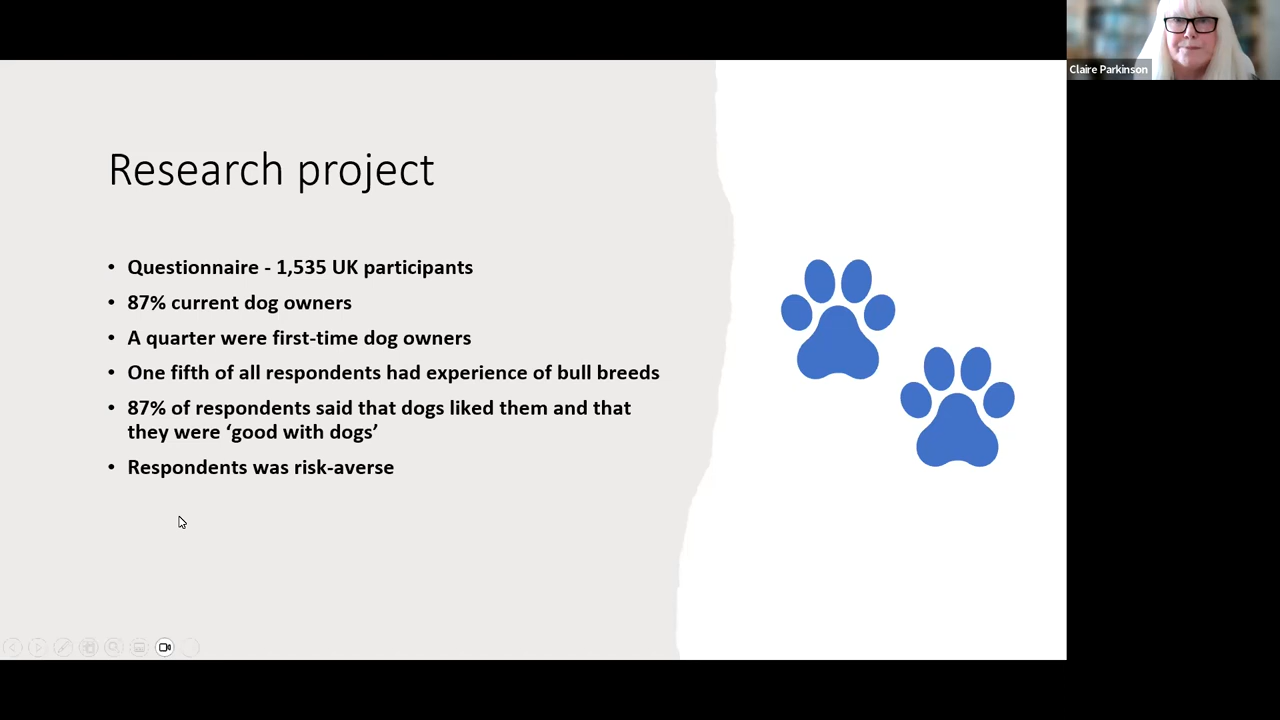 Claire Parkinson
Research project
• Questionnaire - 1,535 UK participants
• 87% current dog owners
• A quarter were first-time dog owners
• One fifth of all respondents had experience of bull breeds
• 87% of respondents said that dogs liked them and that
they were ‘good with dogs’
• Respondents was risk-averse